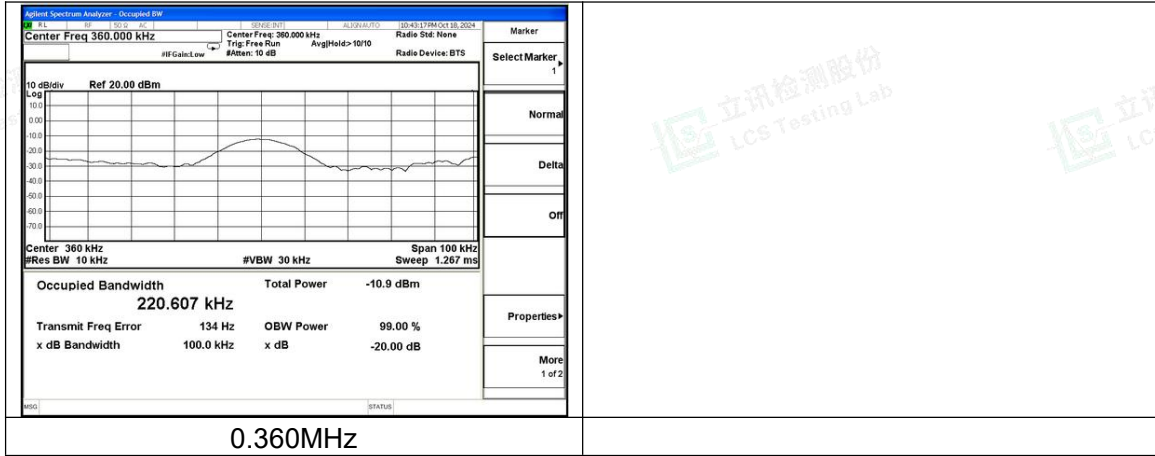 Agilent Spectrum Analyzer - Occupied BW
RL RF 50 Ω AC SENSE:INT ALIGNAUTO 10:43:17PM Oct 18, 2024
Center Freq 360.000 kHz
Center Freq: 360.000 kHz
Radio Std: None
Trig: Free Run Avg|Hold:> 10/10
#IFGain:Low #Atten: 10 dB
Radio Device: BTS
10 dB/div Ref 20.00 dBm
Log
10.0
0.00
-10.0
-20.0
-30.0
-40.0
-50.0
-60.0
-70.0
Center 360 kHz Span 100 kHz
#Res BW 10 kHz #VBW 30 kHz Sweep 1.267 ms
Occupied Bandwidth Total Power -10.9 dBm
220.607 kHz
Transmit Freq Error 134 Hz OBW Power 99.00 %
x dB Bandwidth 100.0 kHz x dB -20.00 dB
MSG STATUS
Marker
Select Marker
1
Normal
Delta
Off
Properties
More
1 of 2
0.360MHz
立讯检测股份
LCS Testing Lab
立讯
LC